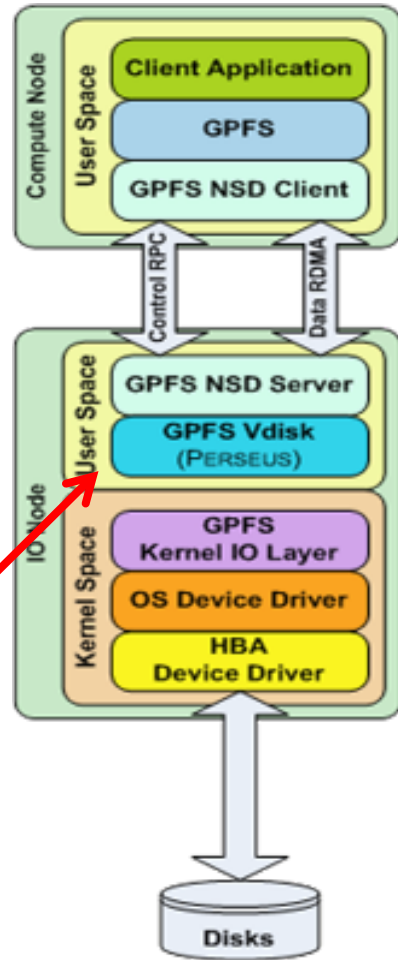 Compute Node
User Space
Client Application
GPFS
GPFS NSD Client
Control RPC
Data RDMA
IO Node
User Space
GPFS NSD Server
GPFS Vdisk
(PERSEUS)
Kernel Space
GPFS
Kernel IO Layer
OS Device Driver
HBA
Device Driver
Disks